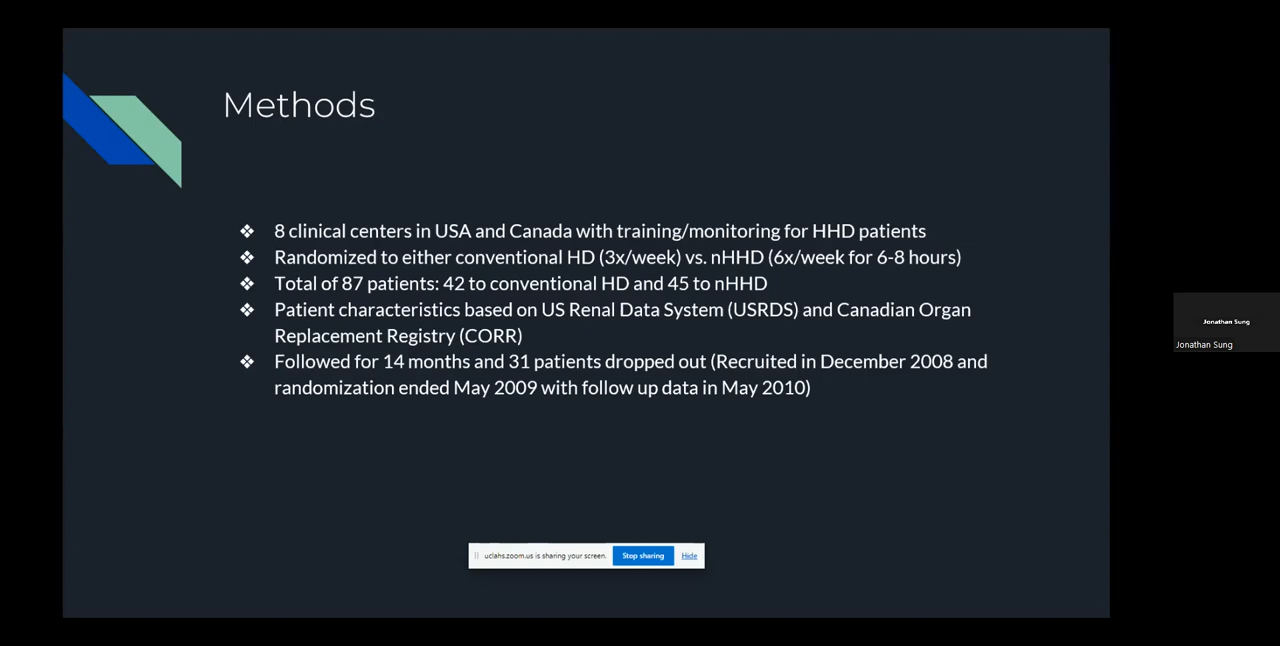 Methods
❖ 8 clinical centers in USA and Canada with training/monitoring for HHD patients
❖ Randomized to either conventional HD (3x/week) vs. nHHD (6x/week for 6-8 hours)
❖ Total of 87 patients: 42 to conventional HD and 45 to nHHD
❖ Patient characteristics based on US Renal Data System (USRDS) and Canadian Organ
Replacement Registry (CORR)
❖ Followed for 14 months and 31 patients dropped out (Recruited in December 2008 and
randomization ended May 2009 with follow up data in May 2010)
Jonathan Sung
Jonathan Sung
uclahs.zoom.us is sharing your screen. Stop sharing Hide